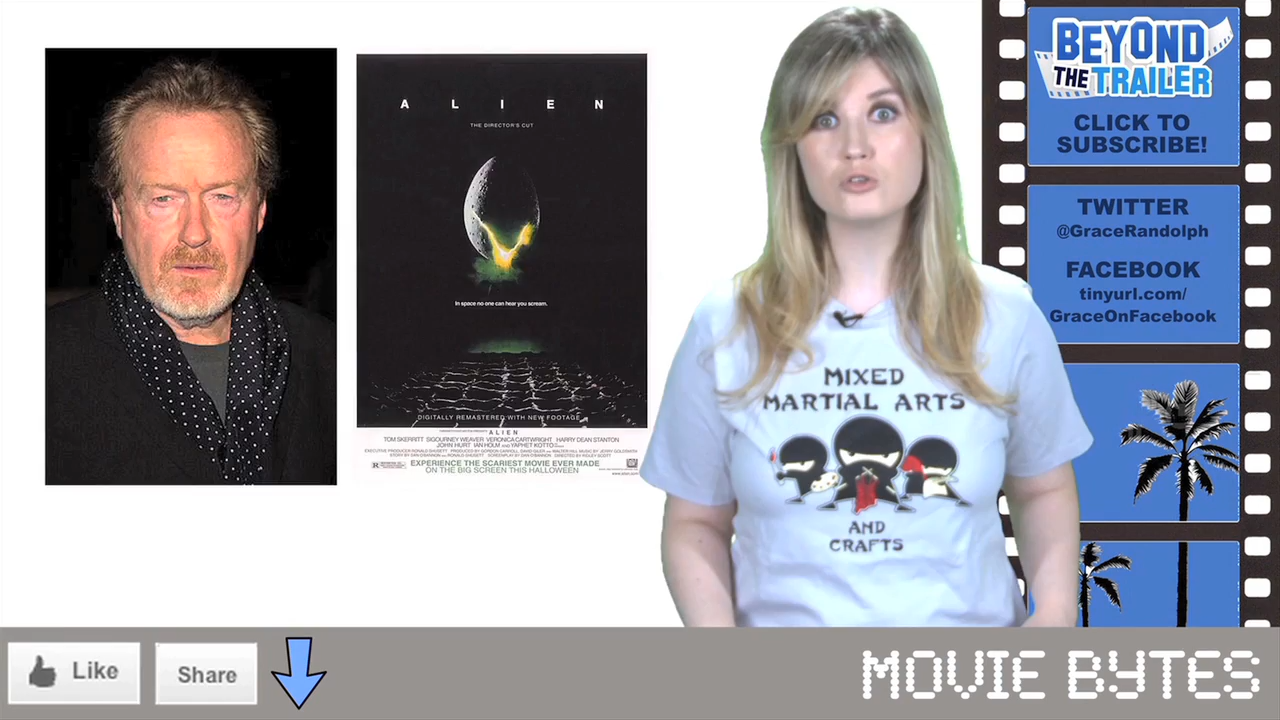 A L I E N
THE DIRECTOR'S CUT
In space no one can hear you scream.
DIGITALLY REMASTERED WITH NEW FOOTAGE
ALIEN
TOM SKERRITT SIGOURNEY WEAVER VERONICA CARTWRIGHT HARRY DEAN STANTON
JOHN HURT IAN HOLM AND YAPHET KOTTO
EXPERIENCE THE SCARIEST MOVIE EVER MADE
ON THE BIG SCREEN THIS HALLOWEEN
MIXED
MARTIAL ARTS
AND
CRAFTS
BEYOND
THE TRAILER
CLICK TO
SUBSCRIBE!
TWITTER
@GraceRandolph
FACEBOOK
tinyurl.com/
GraceOnFacebook
Like
Share
MOVIE BYTES